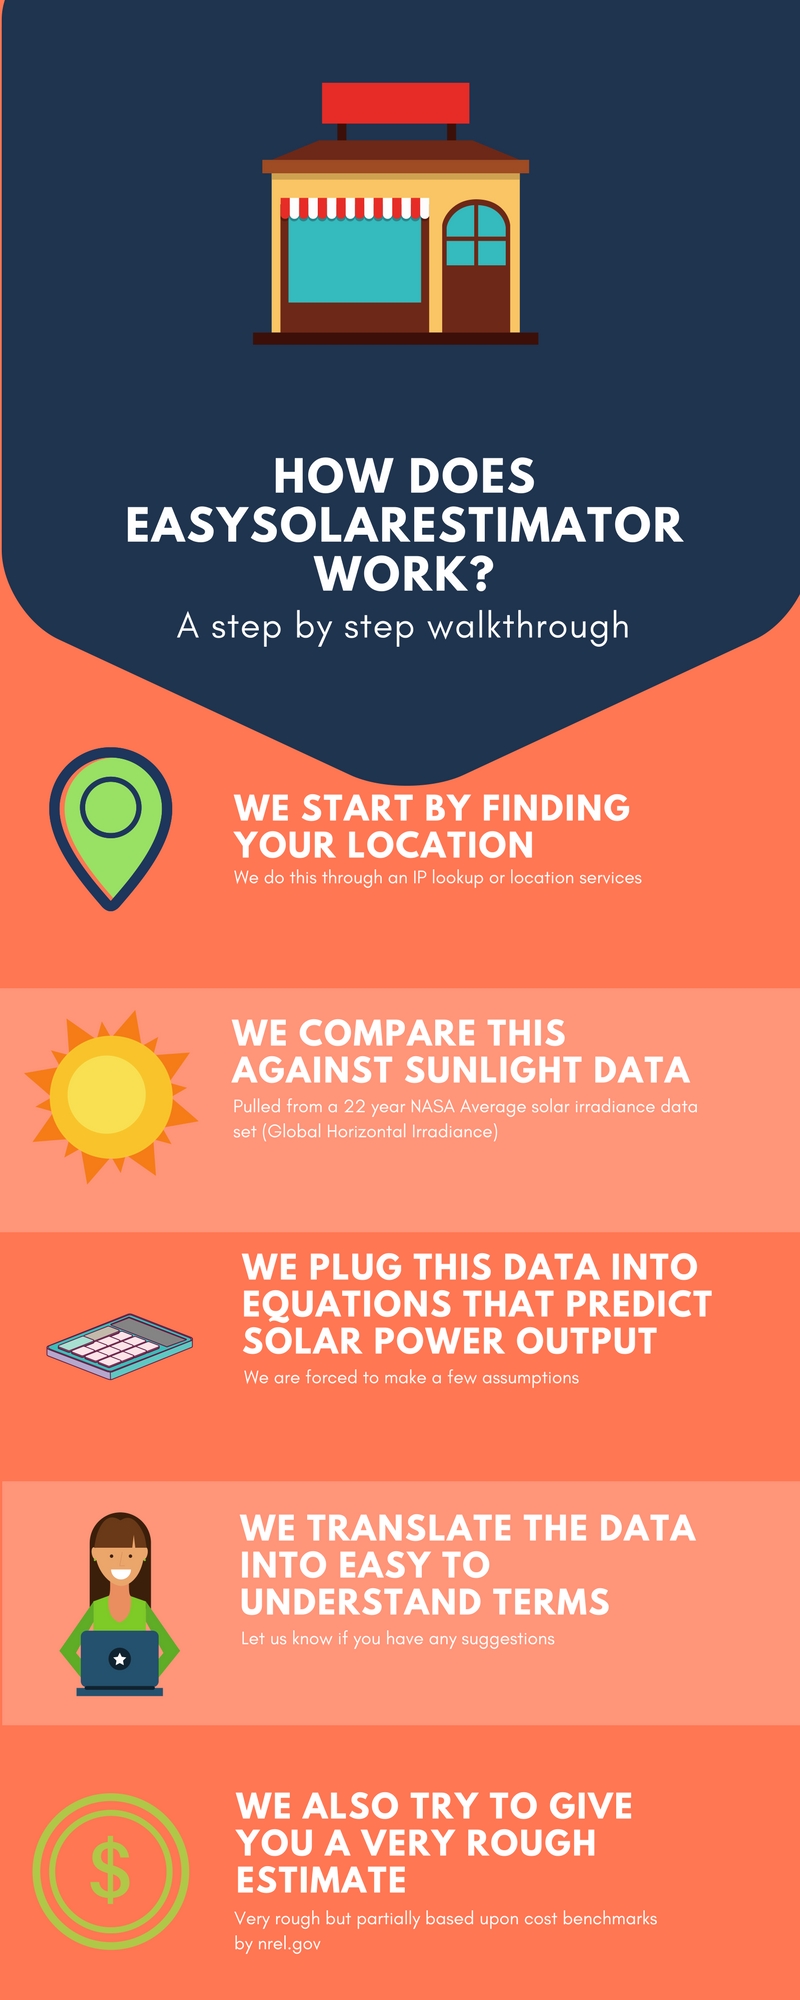 HOW DOES
EASYSOLARESTIMATOR
WORK?
A step by step walkthrough
WE START BY FINDING
YOUR LOCATION
We do this through an IP lookup or location services
WE COMPARE THIS
AGAINST SUNLIGHT DATA
Pulled from a 22 year NASA Average solar irradiance data
set (Global Horizontal Irradiance)
WE PLUG THIS DATA INTO
EQUATIONS THAT PREDICT
SOLAR POWER OUTPUT
We are forced to make a few assumptions
WE TRANSLATE THE DATA
INTO EASY TO
UNDERSTAND TERMS
Let us know if you have any suggestions
WE ALSO TRY TO GIVE
YOU A VERY ROUGH
ESTIMATE
$
Very rough but partially based upon cost benchmarks
by nrel.gov